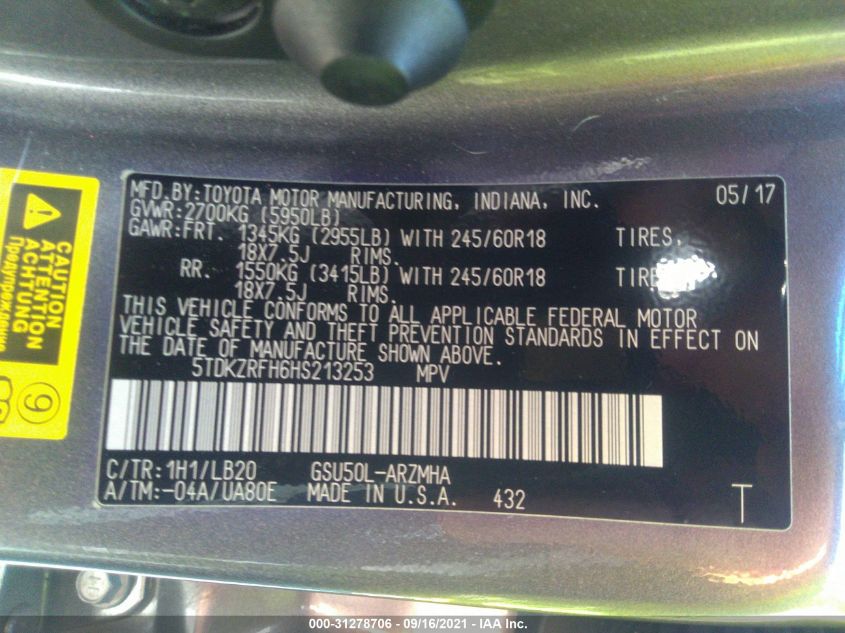 MFD.BY:TOYOTA MOTOR MANUFACTURING, INDIANA, INC. 05/17
GVWR:2700KG (5950LB)
GAWR:FRT. 1345KG (2955LB) WITH 245/60R18 TIRES,
18X7.5J RIMS.
RR. 1550KG (3415LB) WITH 245/60R18
18X7.5J RIMS.
THIS VEHICLE CONFORMS TO ALL APPLICABLE FEDERAL MOTOR
VEHICLE SAFETY AND THEFT PREVENTION STANDARDS IN EFFECT ON
THE DATE OF MANUFACTURE SHOWN ABOVE.
5TDKZRFH6HS213253 MPV
C/TR:1H1/LB20 GSU50L-ARZMHA
A/TM:-04A/UA80E MADE IN U.S.A. 432 T
CAUTION
ATTENTION
ACHTUNG
9
000-31278706 - 09/16/2021 - IAA Inc.